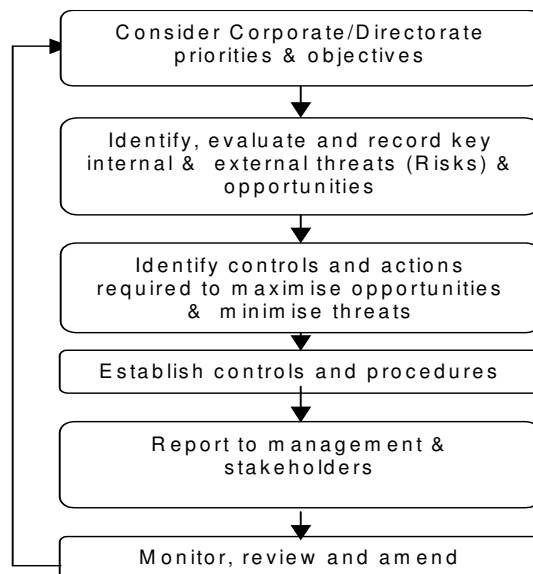 Consider Corporate/Directorate
priorities & objectives
Identify, evaluate and record key
internal & external threats (Risks) &
opportunities
Identify controls and actions
required to maximise opportunities
& minimise threats
Establish controls and procedures
Report to management &
stakeholders
Monitor, review and amend